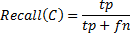 Recall(C) = tp / (tp + fn)